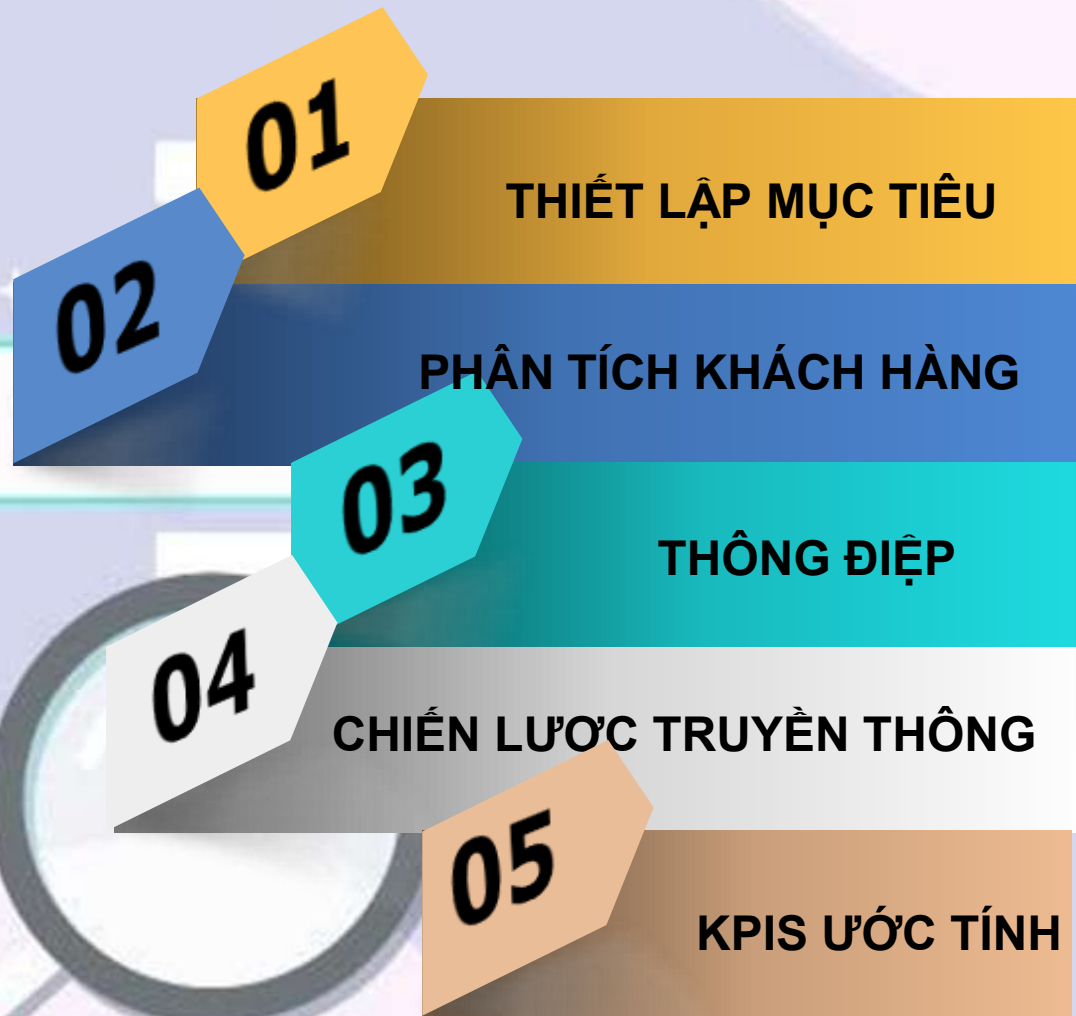 01
THIẾT LẬP MỤC TIÊU
02
PHÂN TÍCH KHÁCH HÀNG
03
THÔNG ĐIỆP
04
CHIẾN LƯƠC TRUYỀN THÔNG
05
KPIS ƯỚC TÍNH